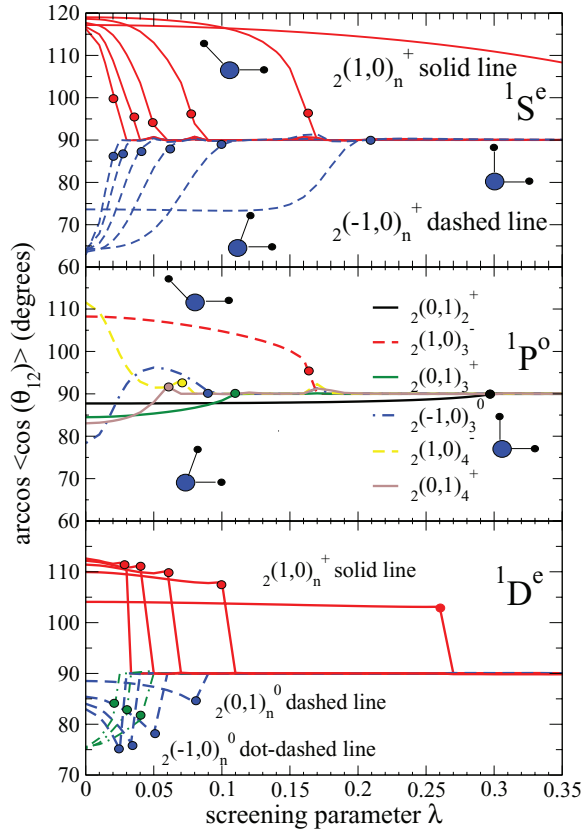 120
110
100
90
80
70
60
₂(1,0)ₙ⁺ solid line
¹Sᵉ
₂(-1,0)ₙ⁺ dashed line
110
100
90
80
70
60
₂(0,1)₂⁺
₂(1,0)₃⁻
₂(0,1)₃⁺
₂(-1,0)₃⁰
₂(1,0)₄⁻
₂(0,1)₄⁺
¹Pᵒ
arccos <cos (θ₁₂)> (degrees)
110
100
90
80
70
₂(1,0)ₙ⁺ solid line
¹Dᵉ
₂(0,1)ₙ⁰ dashed line
₂(-1,0)ₙ⁰ dot-dashed line
0 0.05 0.1 0.15 0.2 0.25 0.3 0.35
screening parameter λ